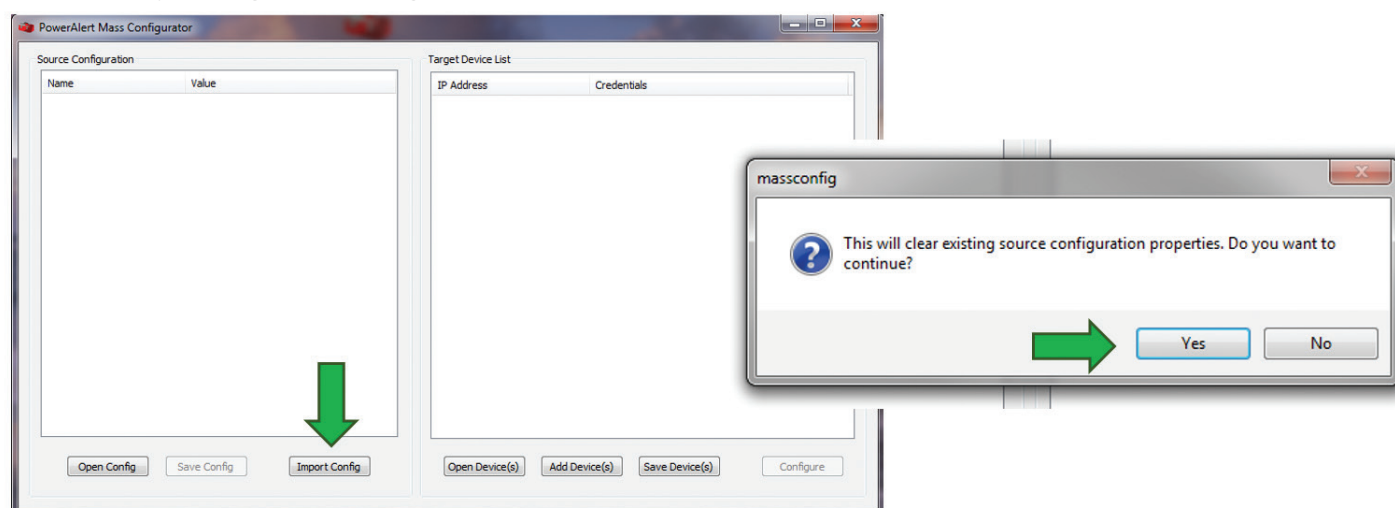 PowerAlert Mass Configurator
Source Configuration
Name Value
Target Device List
IP Address Credentials
Open Config Save Config Import Config
Open Device(s) Add Device(s) Save Device(s) Configure
massconfig
This will clear existing source configuration properties. Do you want to
continue?
Yes No